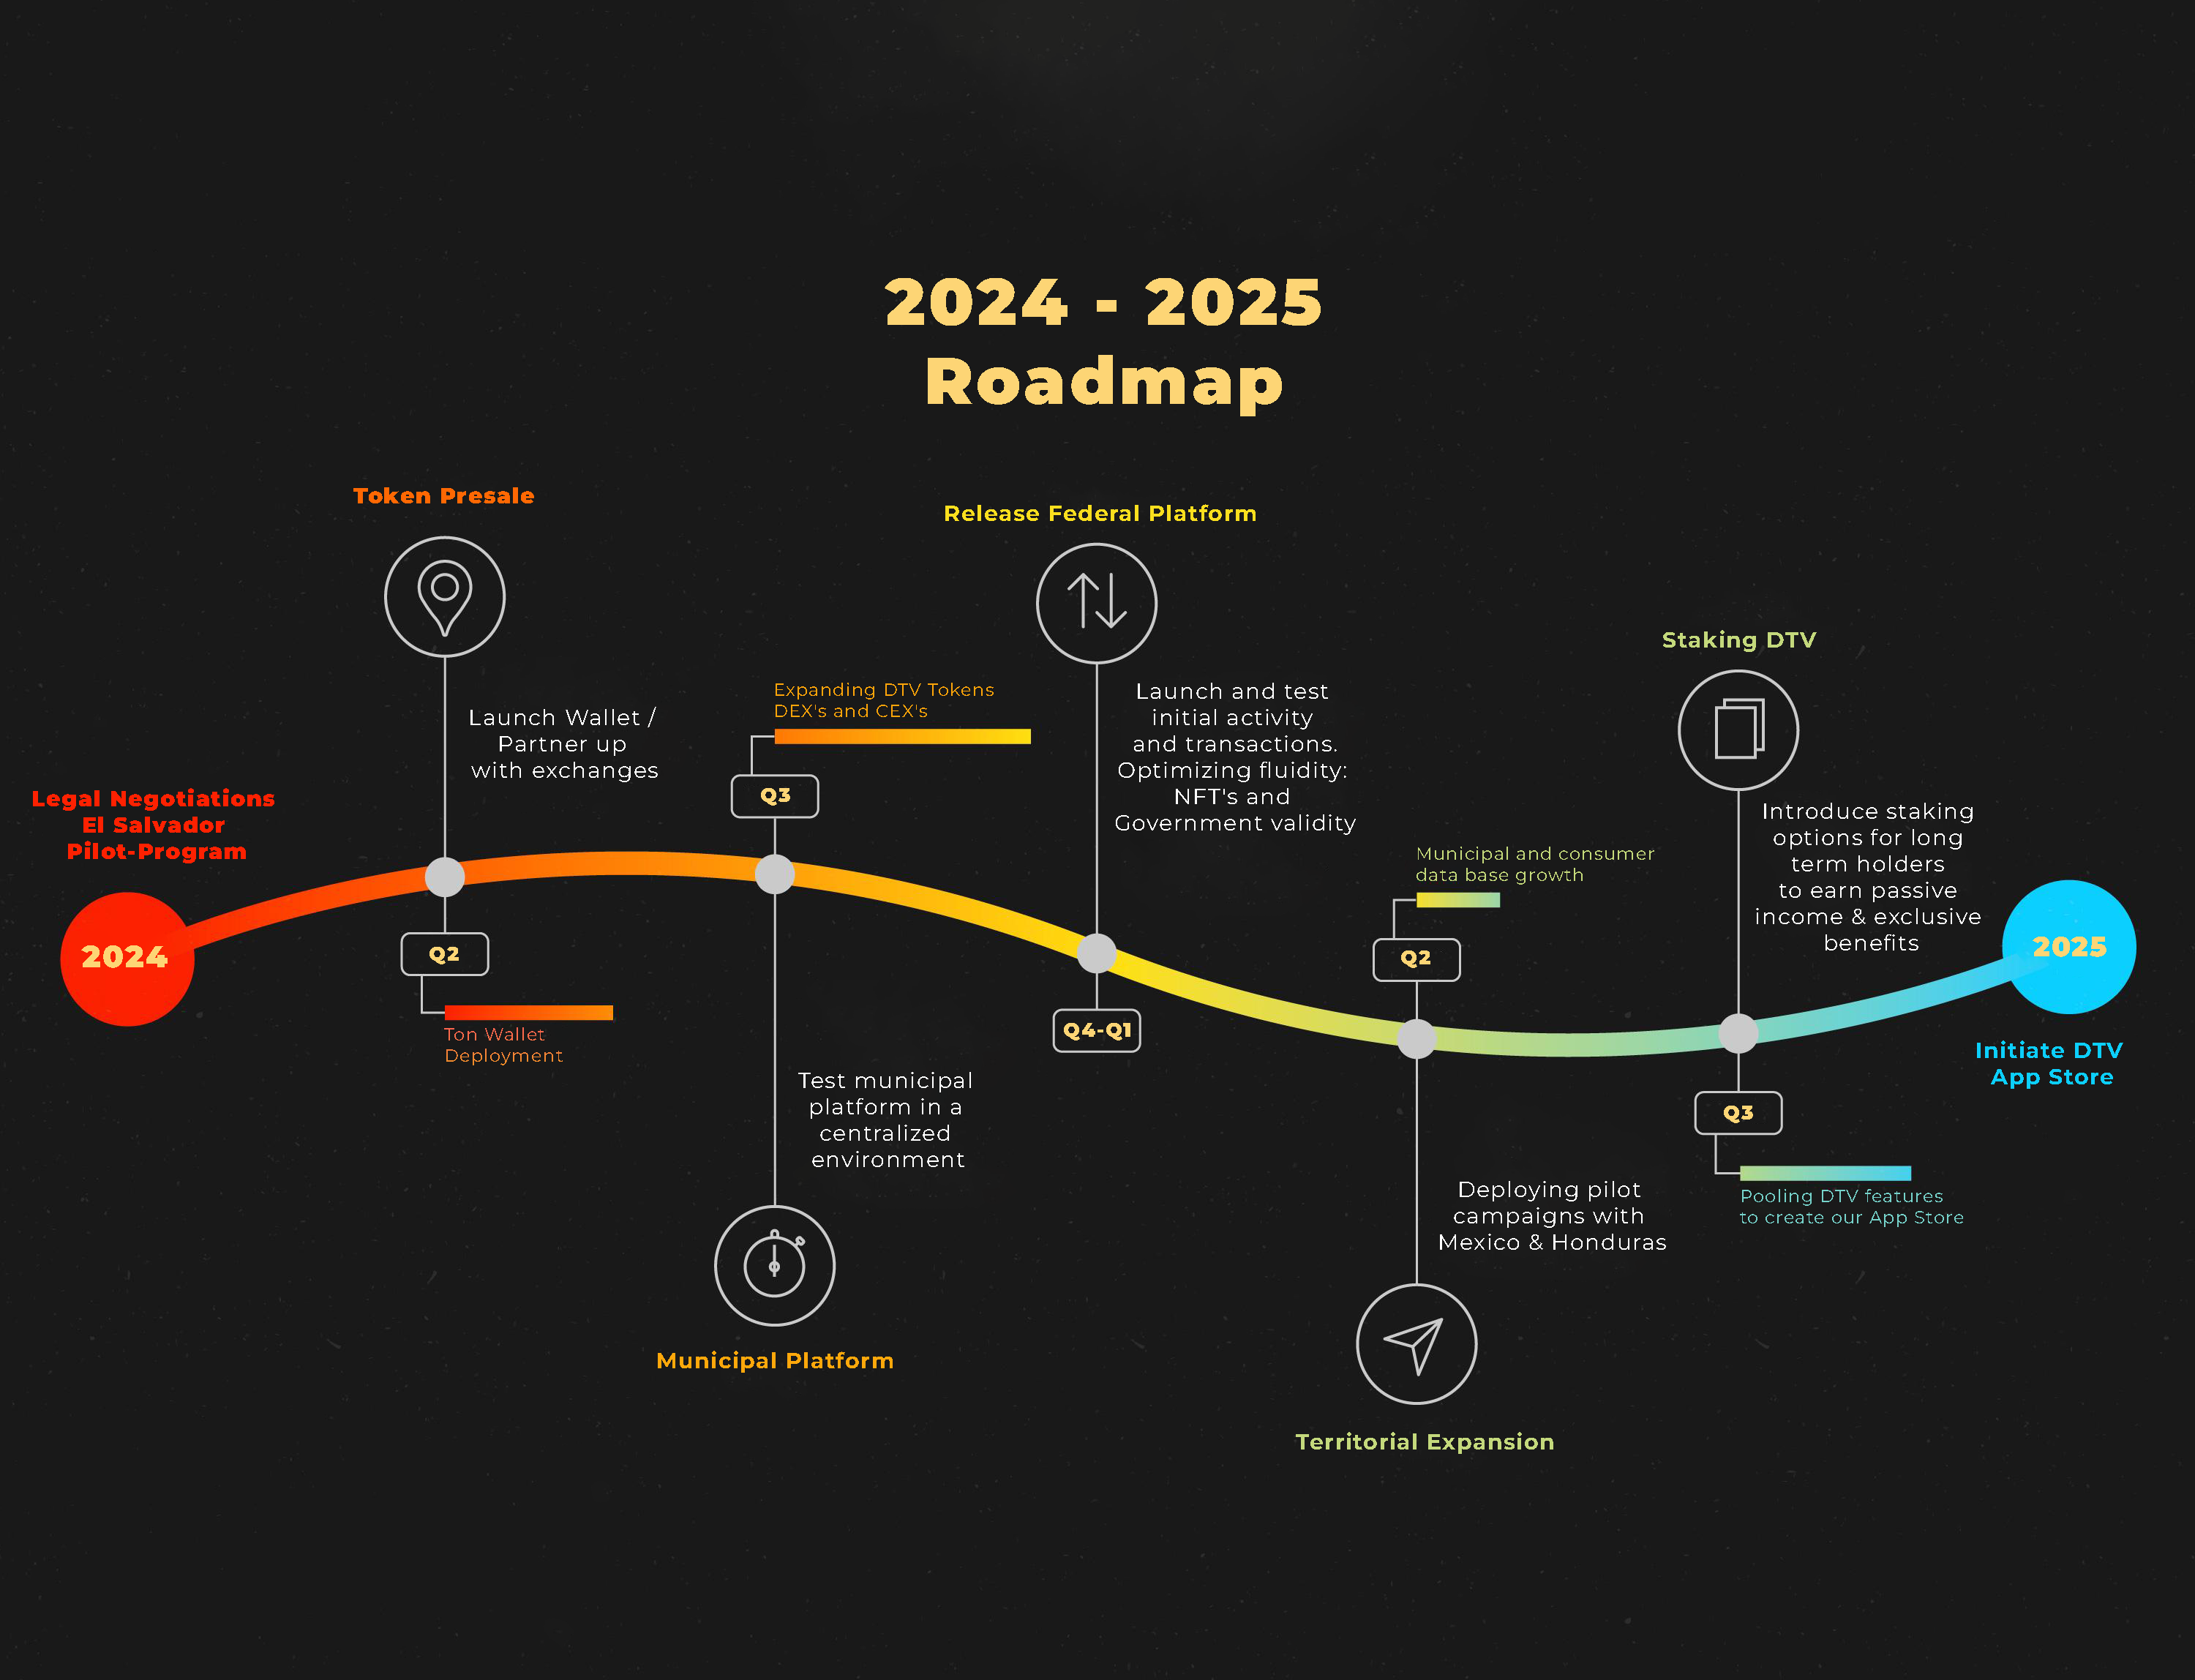 2024 - 2025
Roadmap
Legal Negotiations
El Salvador
Pilot-Program
2024
Token Presale
Launch Wallet /
Partner up
with exchanges
Q2
Ton Wallet
Deployment
Expanding DTV Tokens
DEX's and CEX's
Q3
Test municipal
platform in a
centralized
environment
Municipal Platform
Release Federal Platform
Launch and test
initial activity
and transactions.
Optimizing fluidity:
NFT's and
Government validity
Q4-Q1
Municipal and consumer
data base growth
Q2
Deploying pilot
campaigns with
Mexico & Honduras
Territorial Expansion
Staking DTV
Introduce staking
options for long
term holders
to earn passive
income & exclusive
benefits
Q3
Pooling DTV features
to create our App Store
2025
Initiate DTV
App Store